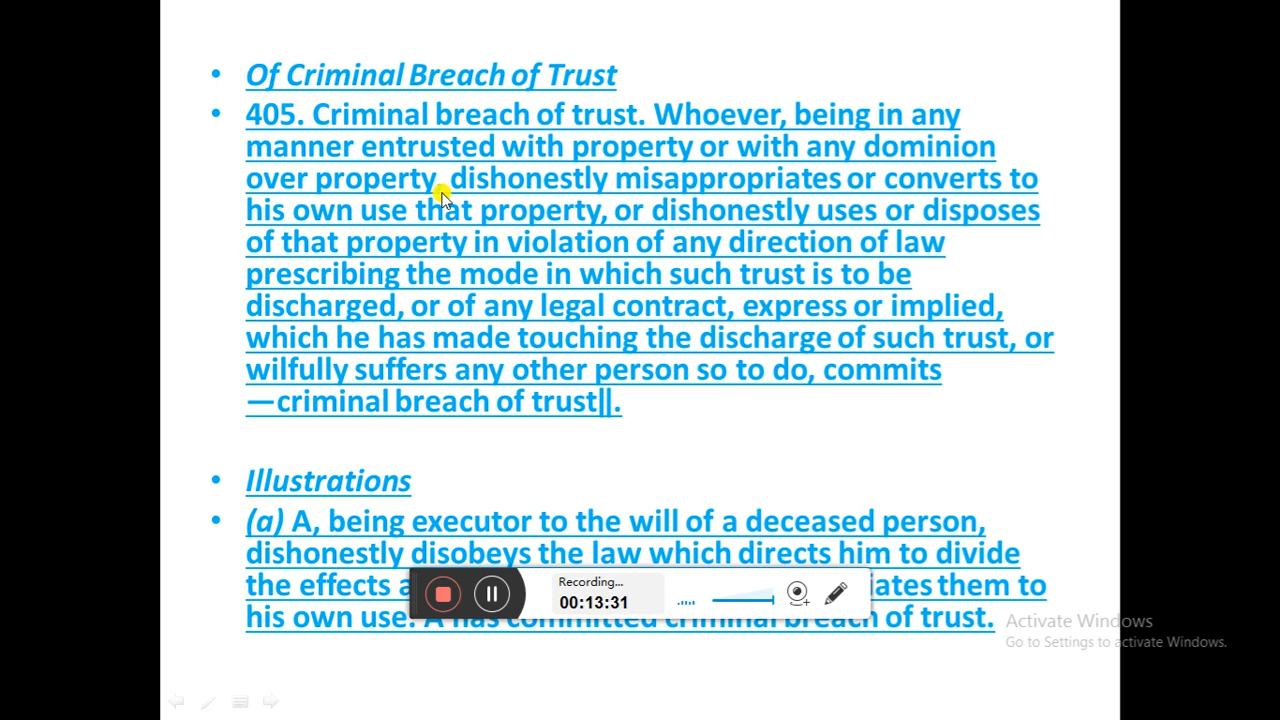 • Of Criminal Breach of Trust
• 405. Criminal breach of trust. Whoever, being in any
manner entrusted with property or with any dominion
over property, dishonestly misappropriates or converts to
his own use that property, or dishonestly uses or disposes
of that property in violation of any direction of law
prescribing the mode in which such trust is to be
discharged, or of any legal contract, express or implied,
which he has made touching the discharge of such trust, or
wilfully suffers any other person so to do, commits
―criminal breach of trust‖.
• Illustrations
• (a) A, being executor to the will of a deceased person,
dishonestly disobeys the law which directs him to divide
the effects to
his own use. A has committed criminal breach of trust.
Recording...
00:13:31
Activate Windows
Go to Settings to activate Windows.